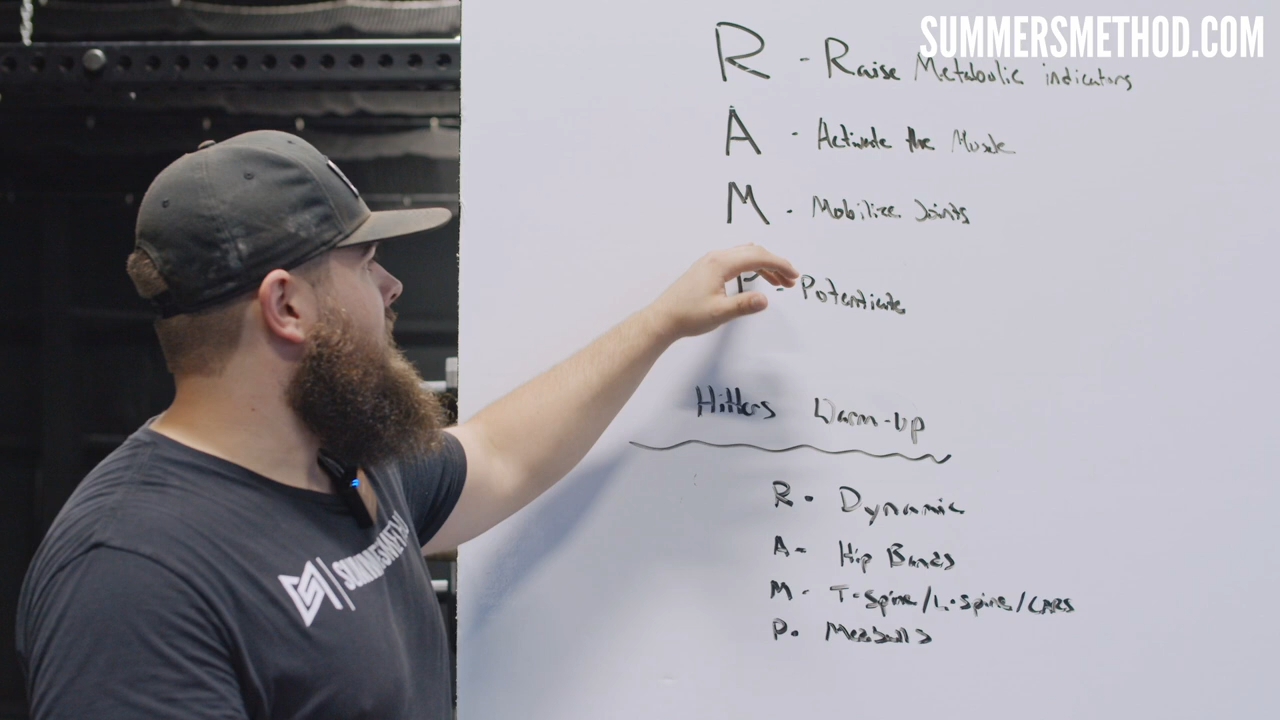 SUMMERSMETHOD.COM
R - Raise Metabolic indicators
A - Activate the Muscle
M - Mobilize Joints
P - Potentiate
Hitters Warm-Up
R - Dynamic
A - Hip Bands
M - T-spine/L-spine/CARS
P. Medballs